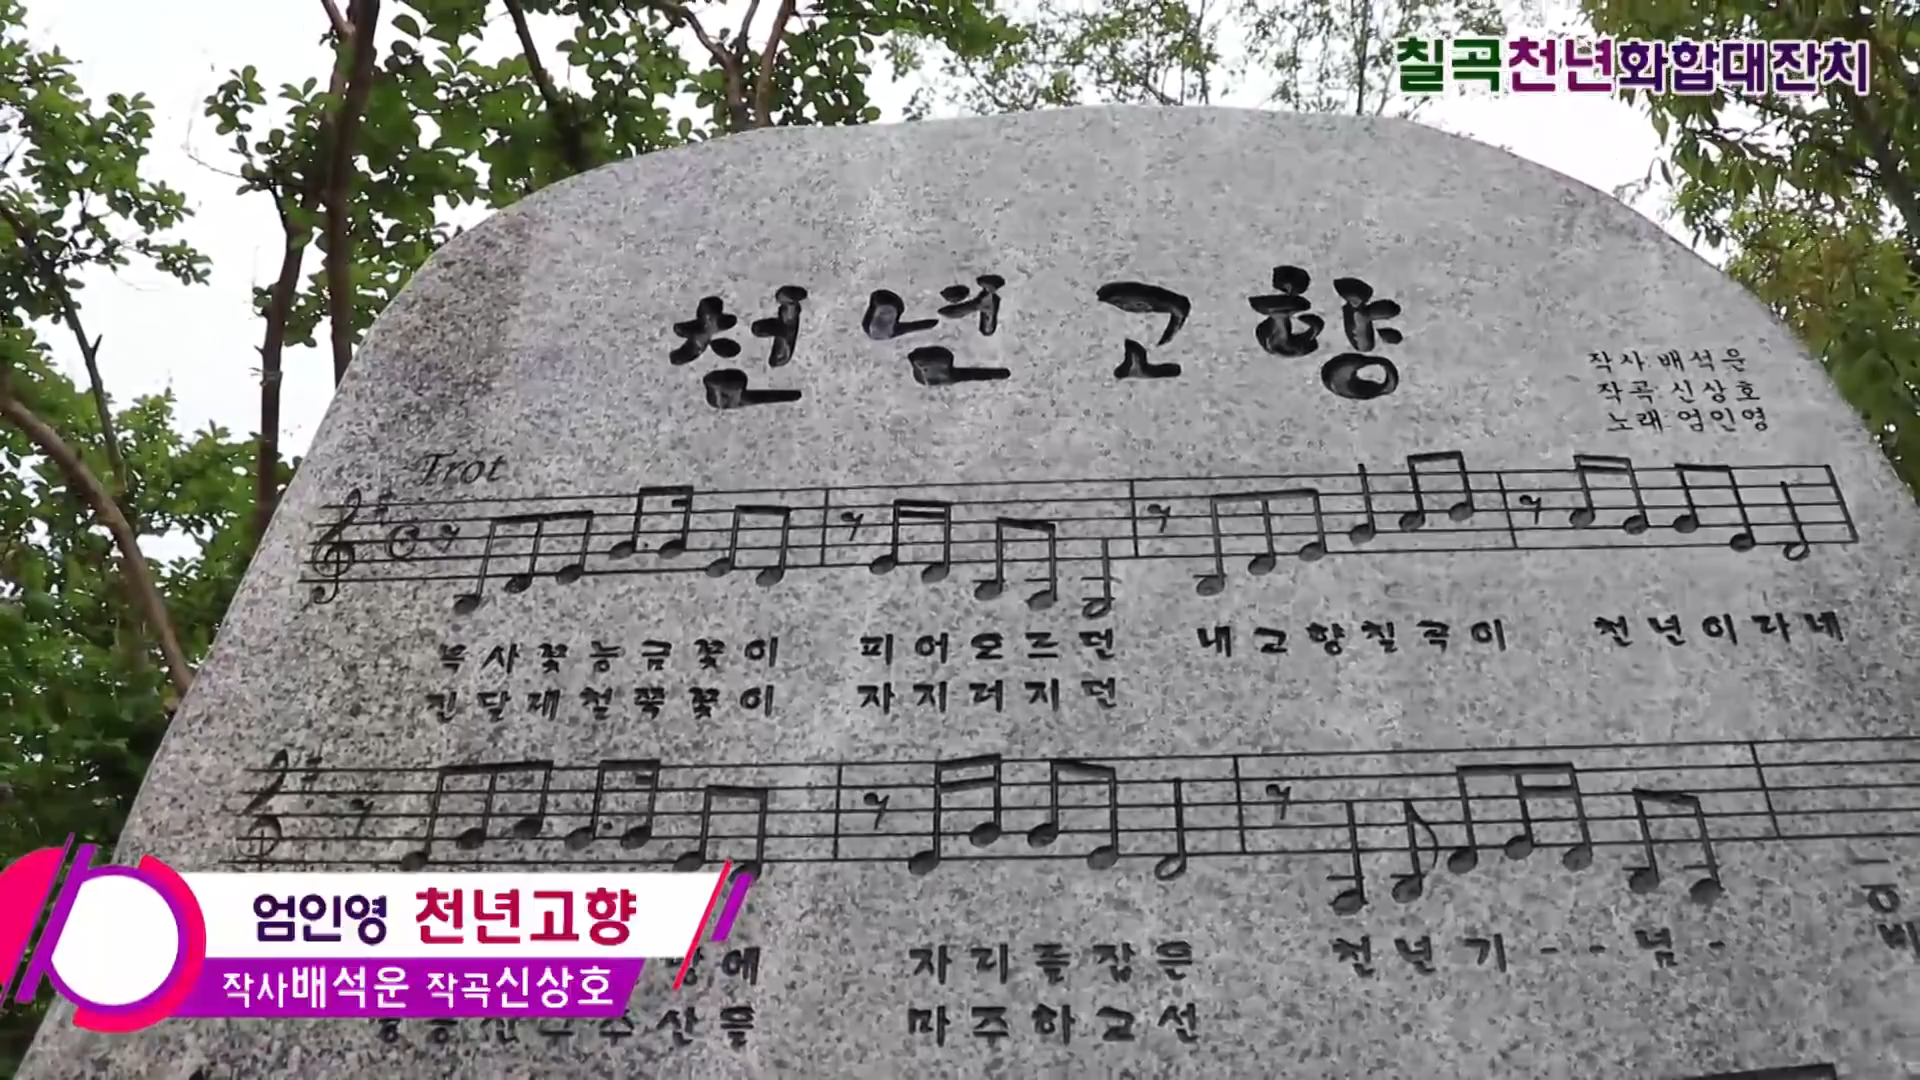 칠곡천년화합대잔치
천년고향
작사:배석운
작곡:신상호
노래:엄인영
Trot
복사꽃능금꽃이 피어오르던 내고향칠곡이 천년이라네
진달래철쭉꽃이 자지러지던
에 자리를잡은 천년기--념-
산을 마주하고선
엄인영 천년고향
작사배석운 작곡신상호